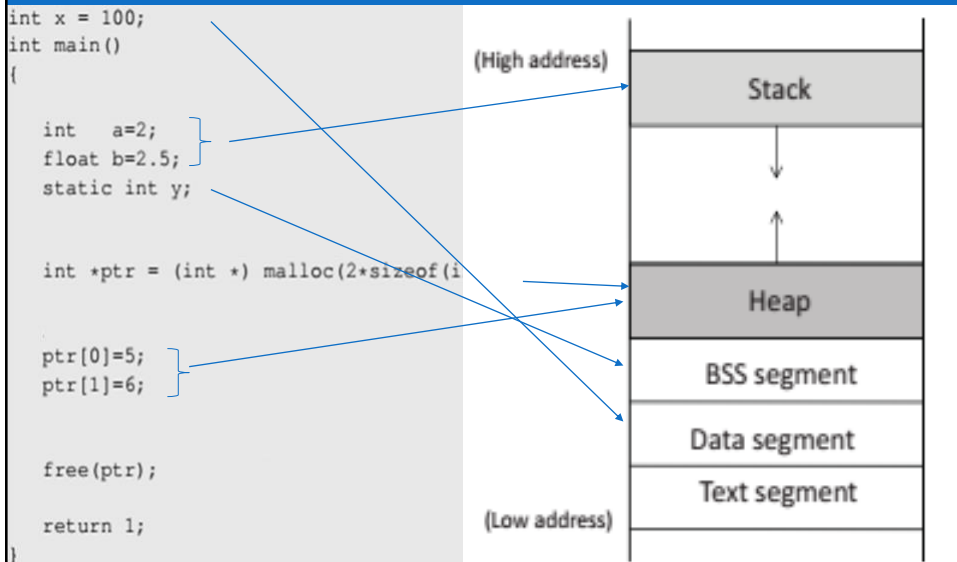 int x = 100;
int main()
{
int a=2;
float b=2.5;
static int y;
int *ptr = (int *) malloc(2*sizeof(i
ptr[0]=5;
ptr[1]=6;
free(ptr);
return 1;
}
(High address)
Stack
Heap
BSS segment
Data segment
Text segment
(Low address)